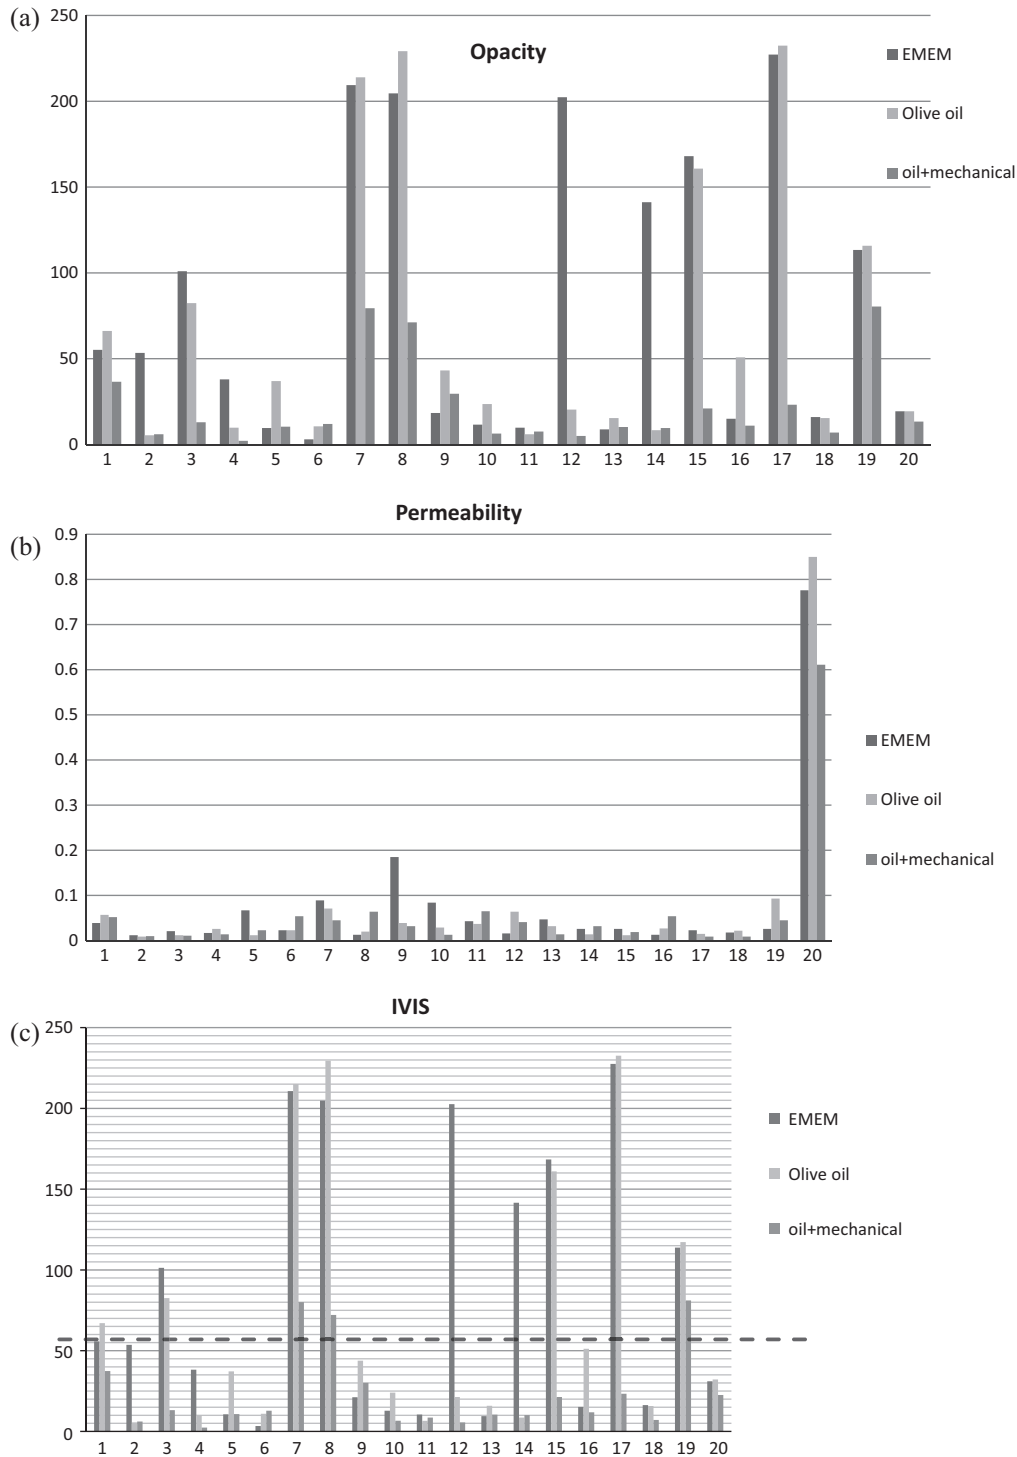 (a)
Opacity
250
200
150
100
50
0
1 2 3 4 5 6 7 8 9 10 11 12 13 14 15 16 17 18 19 20
EMEM
Olive oil
oil+mechanical
(b)
Permeability
0.9
0.8
0.7
0.6
0.5
0.4
0.3
0.2
0.1
0
1 2 3 4 5 6 7 8 9 10 11 12 13 14 15 16 17 18 19 20
EMEM
Olive oil
oil+mechanical
(c)
IVIS
250
200
150
100
50
0
1 2 3 4 5 6 7 8 9 10 11 12 13 14 15 16 17 18 19 20
EMEM
Olive oil
oil+mechanical